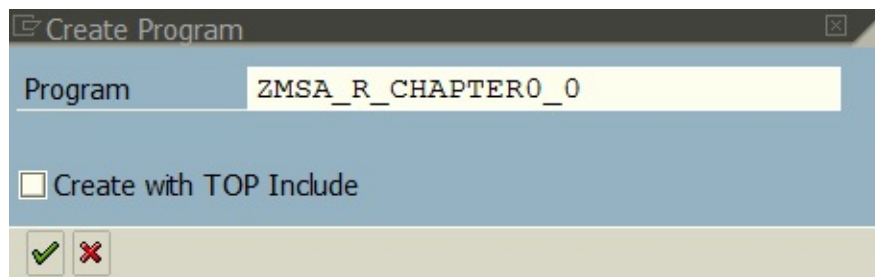 Create Program
Program ZMSA_R_CHAPTER0_0
Create with TOP Include